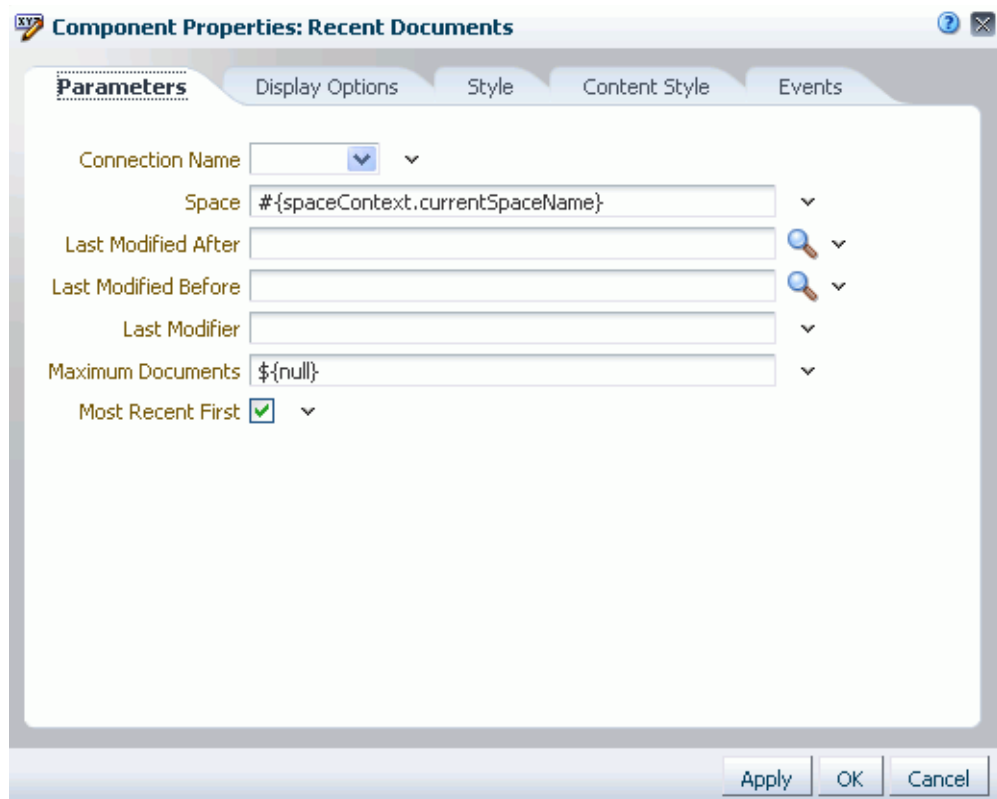 Component Properties: Recent Documents
Parameters Display Options Style Content Style Events
Connection Name
Space #{spaceContext.currentSpaceName}
Last Modified After
Last Modified Before
Last Modifier
Maximum Documents ${null}
Most Recent First
Apply OK Cancel